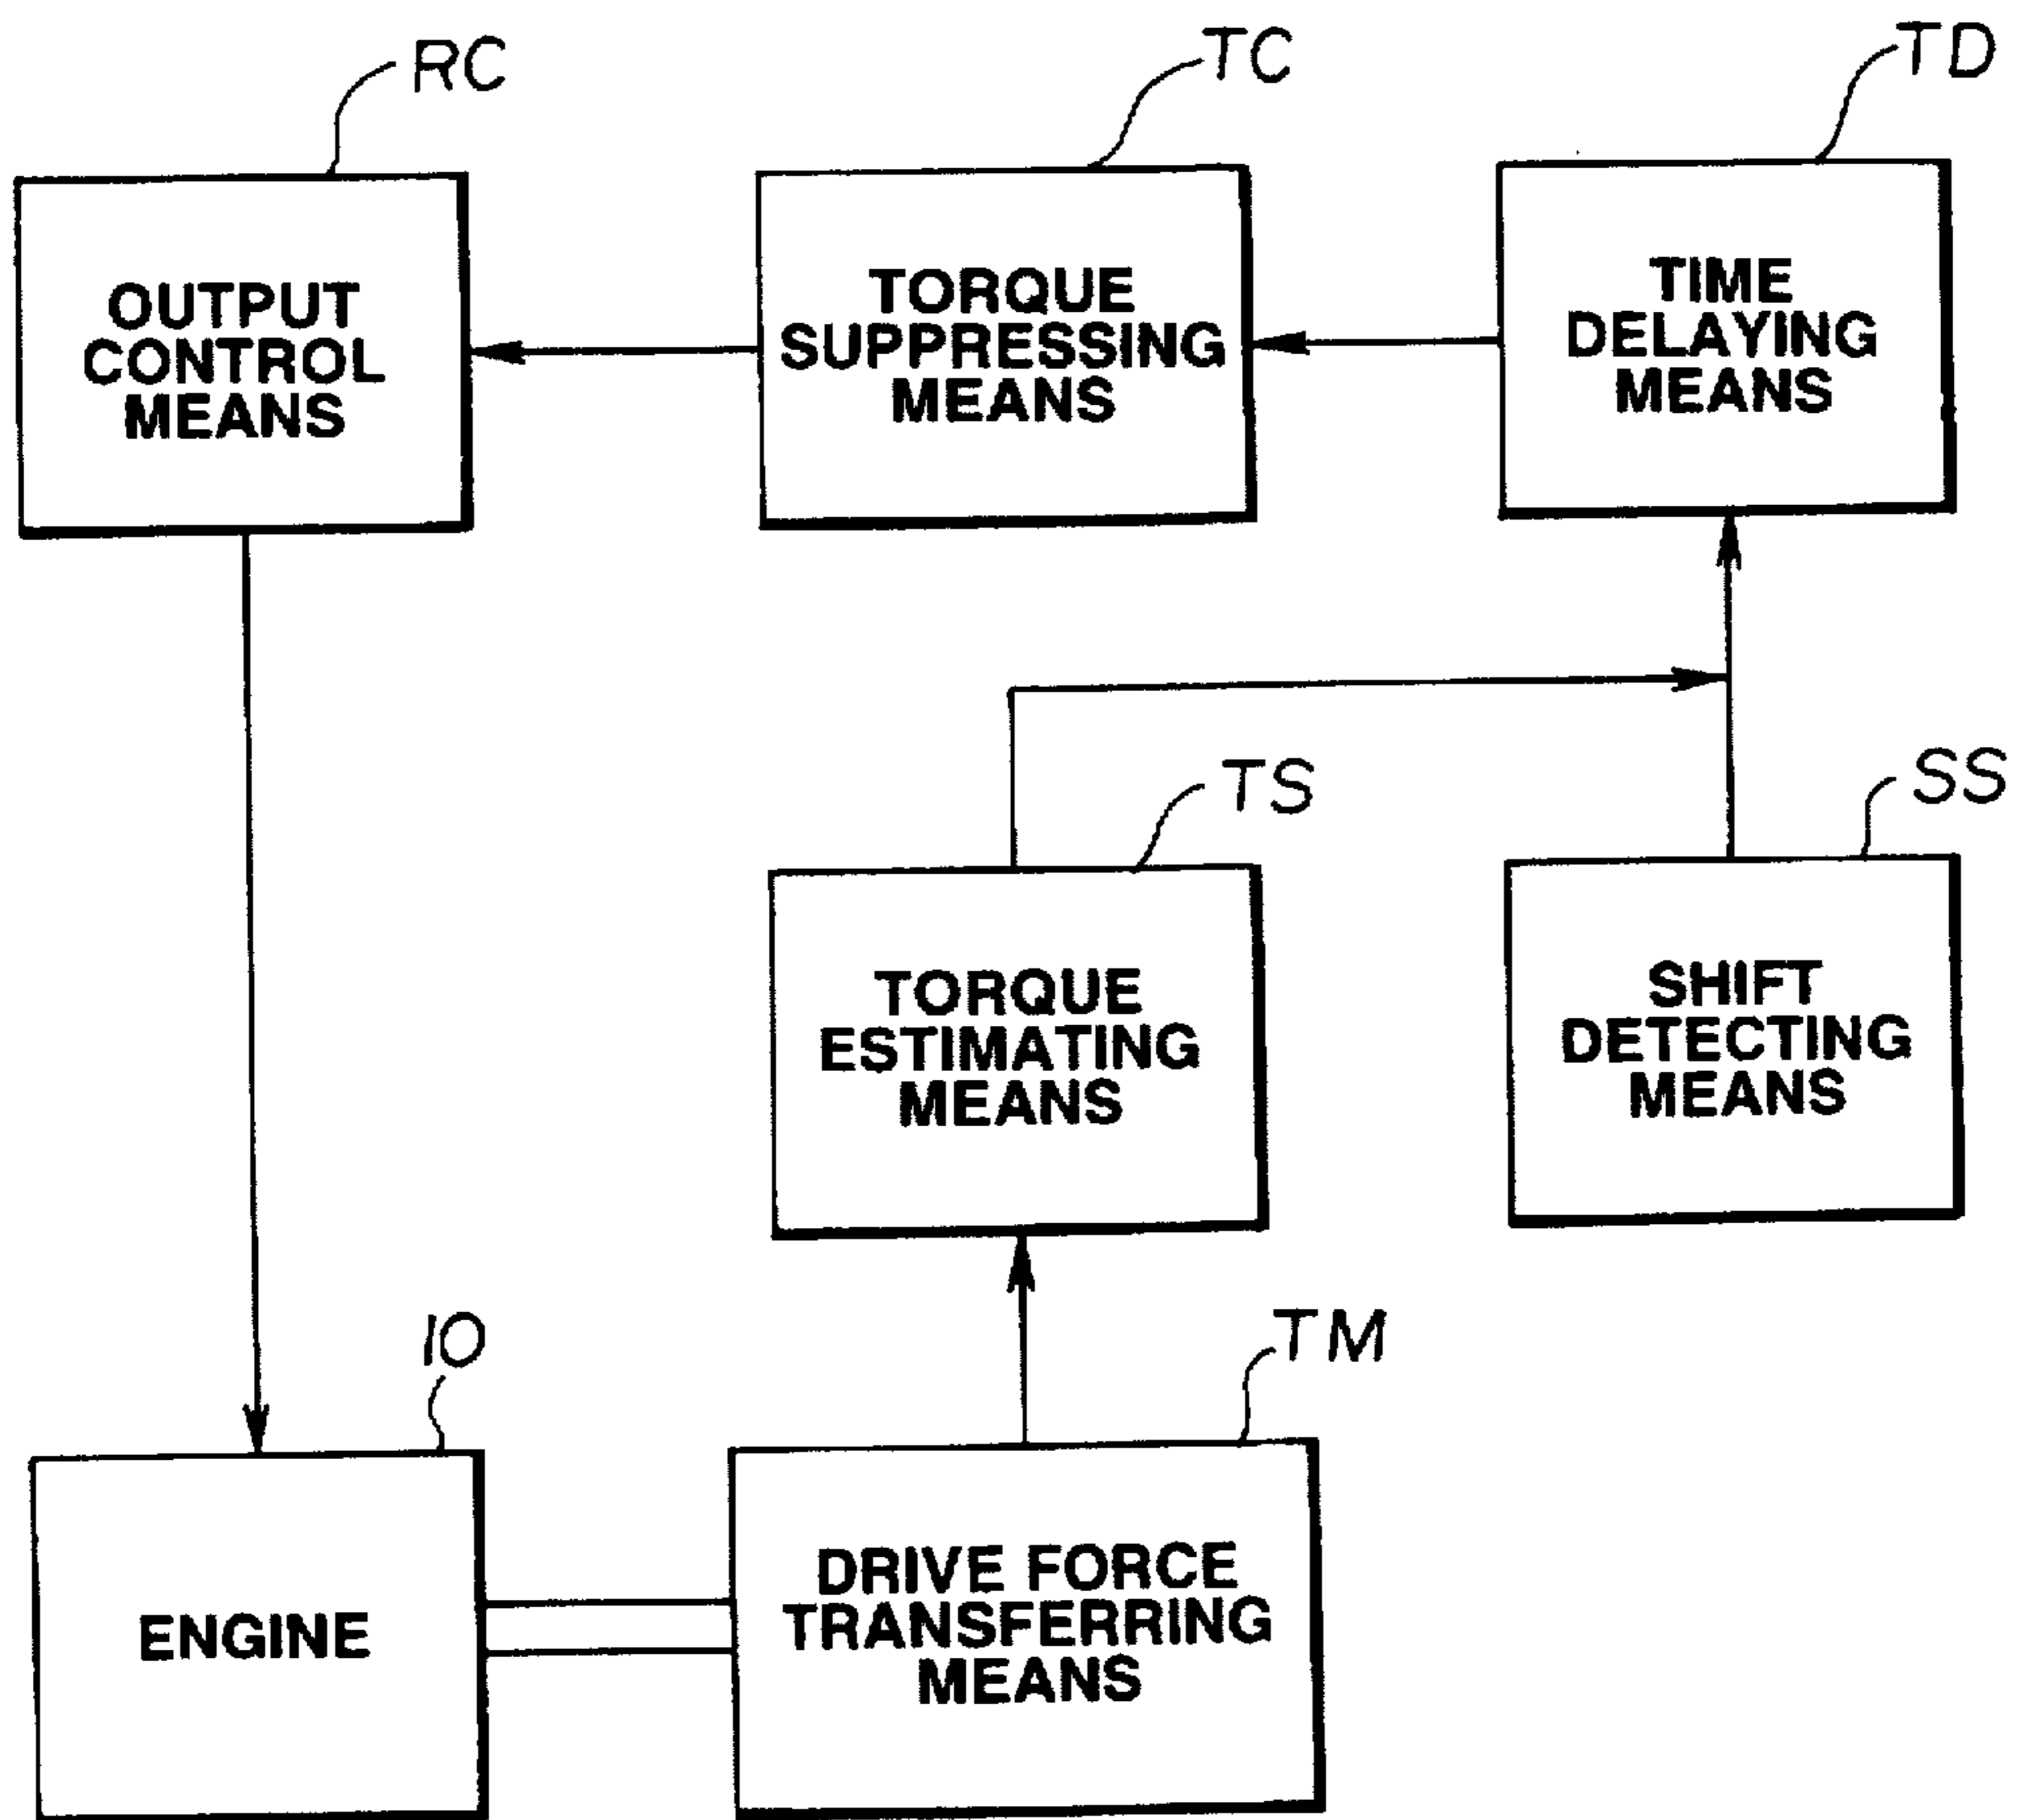 RC
TC
TD
OUTPUT
CONTROL
MEANS
TORQUE
SUPPRESSING
MEANS
TIME
DELAYING
MEANS
TS
SS
TORQUE
ESTIMATING
MEANS
SHIFT
DETECTING
MEANS
10
TM
ENGINE
DRIVE FORCE
TRANSFERRING
MEANS